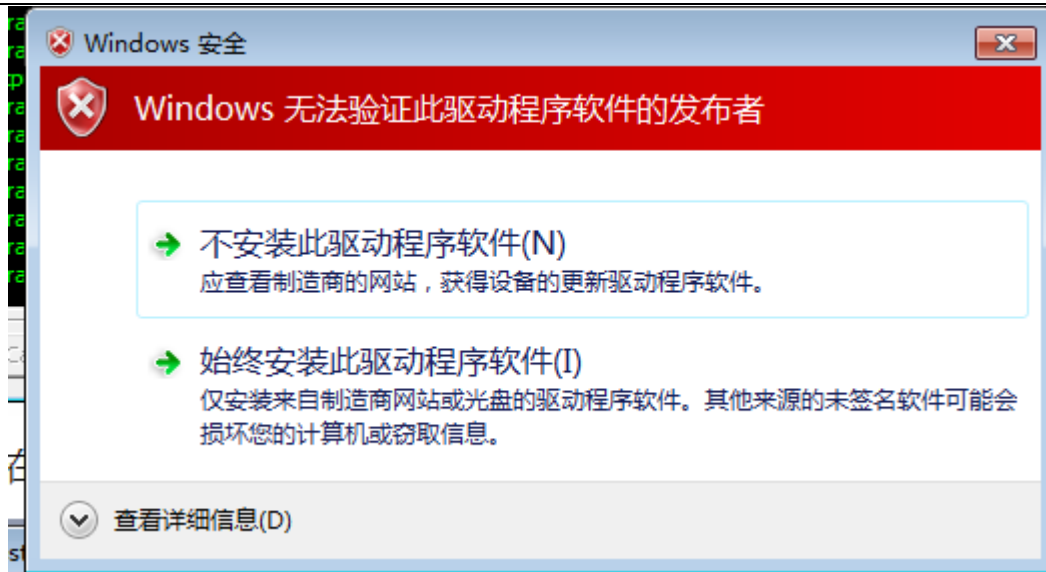 Windows 安全
Windows 无法验证此驱动程序软件的发布者
不安装此驱动程序软件(N)
应查看制造商的网站，获得设备的更新驱动程序软件。
始终安装此驱动程序软件(I)
仅安装来自制造商网站或光盘的驱动程序软件。其他来源的未签名软件可能会
损坏您的计算机或窃取信息。
在
查看详细信息(D)
st